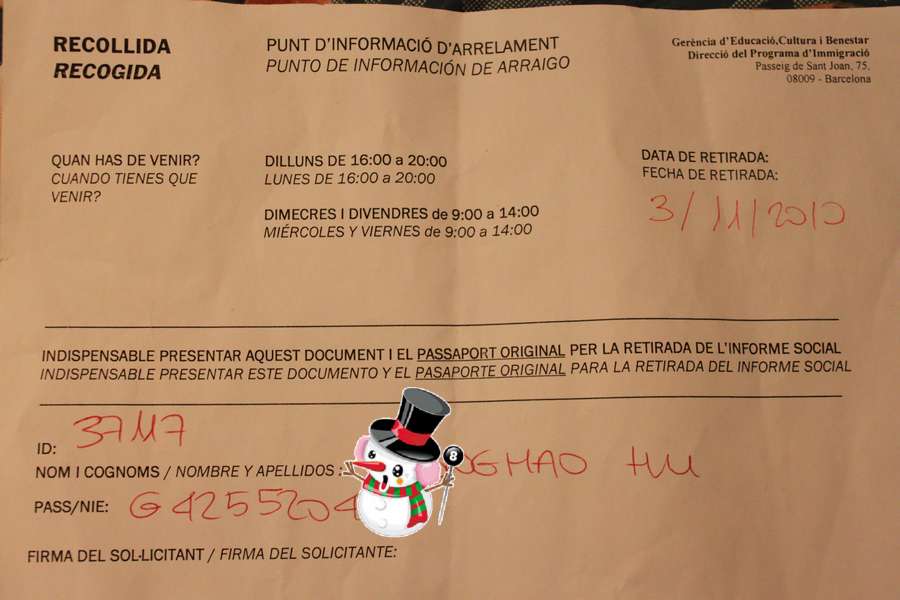 RECOLLIDA
RECOGIDA
PUNT D'INFORMACIÓ D'ARRELAMENT
PUNTO DE INFORMACIÓN DE ARRAIGO
Gerència d'Educació,Cultura i Benestar
Direcció del Programa d'Immigració
Passeig de Sant Joan, 75,
08009 - Barcelona
QUAN HAS DE VENIR?
CUANDO TIENES QUE
VENIR?
DILLUNS DE 16:00 a 20:00
LUNES DE 16:00 a 20:00
DIMECRES I DIVENDRES de 9:00 a 14:00
MIÉRCOLES Y VIERNES de 9:00 a 14:00
DATA DE RETIRADA:
FECHA DE RETIRADA:
3/11/2010
INDISPENSABLE PRESENTAR AQUEST DOCUMENT I EL PASSAPORT ORIGINAL PER LA RETIRADA DE L'INFORME SOCIAL
INDISPENSABLE PRESENTAR ESTE DOCUMENTO Y EL PASAPORTE ORIGINAL PARA LA RETIRADA DEL INFORME SOCIAL
ID: 37117
NOM I COGNOMS / NOMBRE Y APELLIDOS : HU
PASS/NIE: G4255204
FIRMA DEL SOL·LICITANT / FIRMA DEL SOLICITANTE:
8